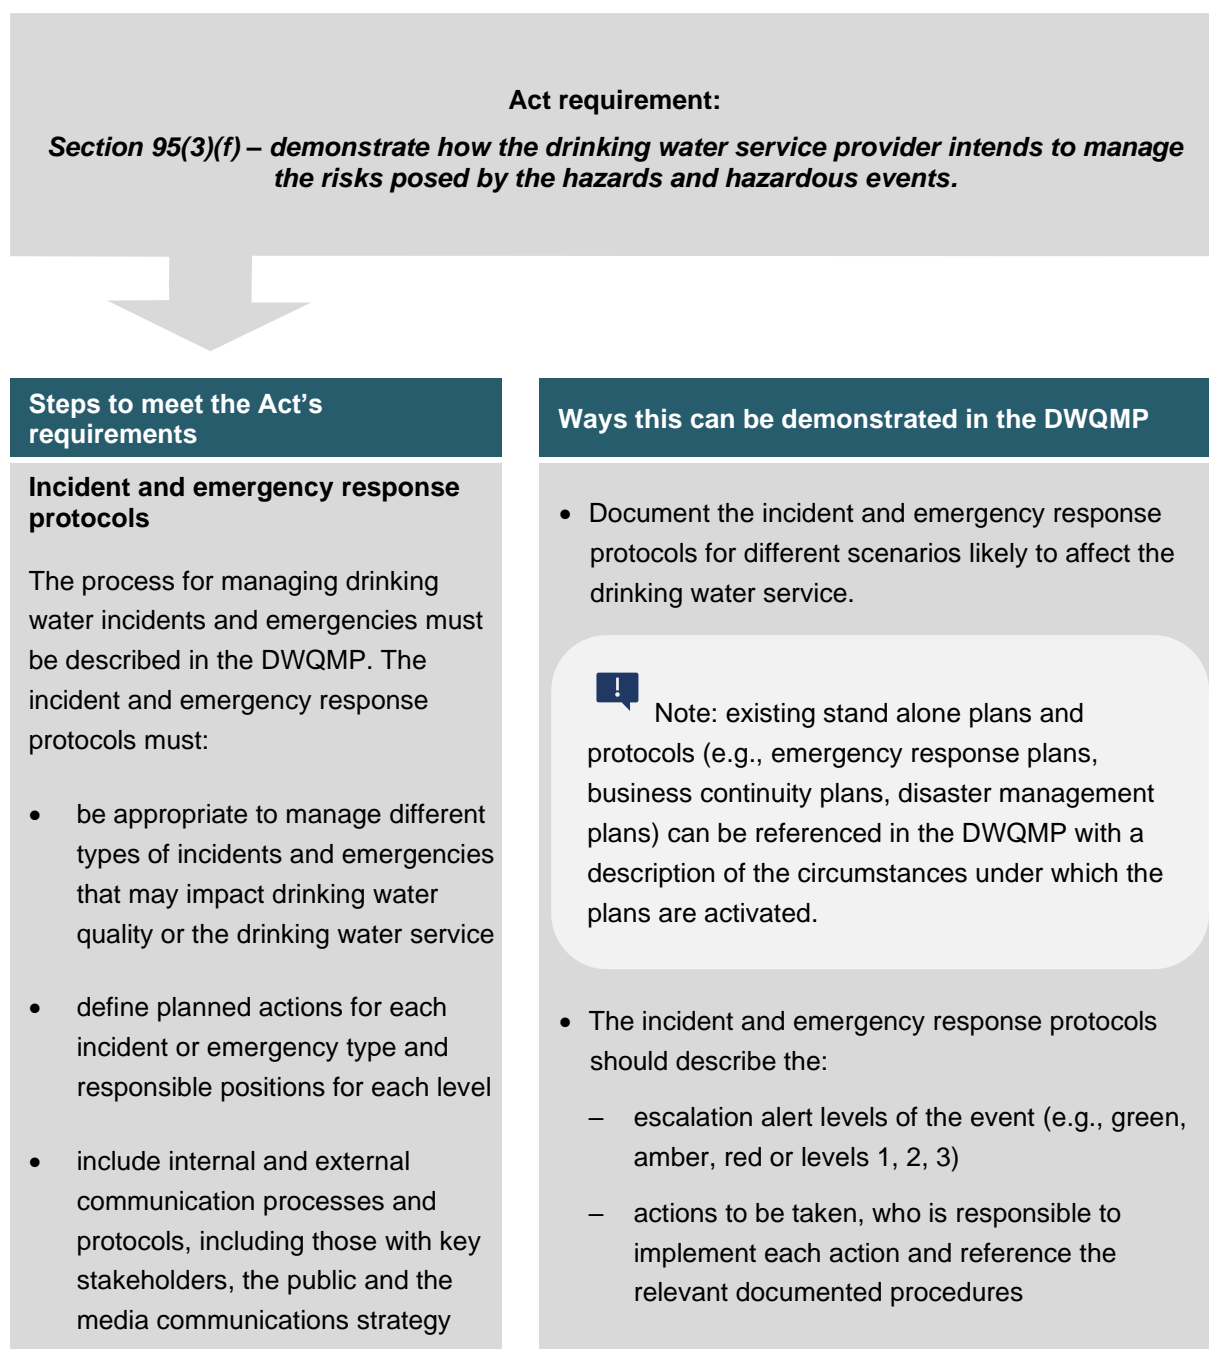 Act requirement:
Section 95(3)(f) – demonstrate how the drinking water service provider intends to manage
the risks posed by the hazards and hazardous events.
Steps to meet the Act’s
requirements
Incident and emergency response
protocols
The process for managing drinking
water incidents and emergencies must
be described in the DWQMP. The
incident and emergency response
protocols must:
• be appropriate to manage different
types of incidents and emergencies
that may impact drinking water
quality or the drinking water service
• define planned actions for each
incident or emergency type and
responsible positions for each level
• include internal and external
communication processes and
protocols, including those with key
stakeholders, the public and the
media communications strategy
Ways this can be demonstrated in the DWQMP
• Document the incident and emergency response
protocols for different scenarios likely to affect the
drinking water service.
! Note: existing stand alone plans and
protocols (e.g., emergency response plans,
business continuity plans, disaster management
plans) can be referenced in the DWQMP with a
description of the circumstances under which the
plans are activated.
• The incident and emergency response protocols
should describe the:
– escalation alert levels of the event (e.g., green,
amber, red or levels 1, 2, 3)
– actions to be taken, who is responsible to
implement each action and reference the
relevant documented procedures